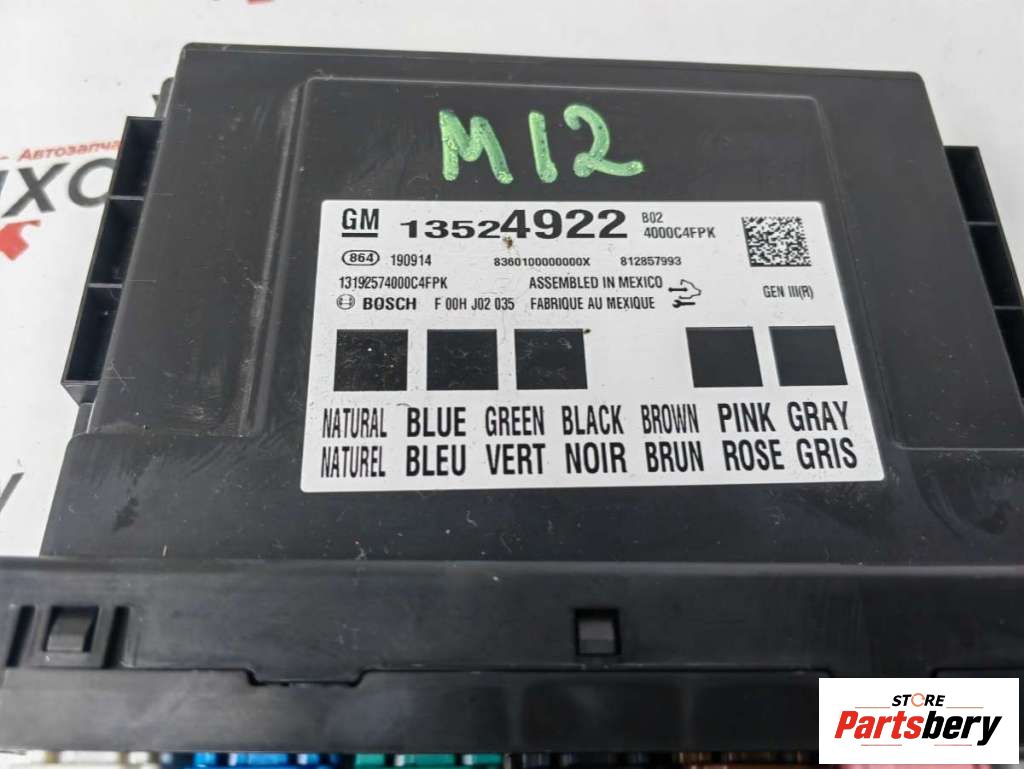 Автозапча
M12
GM 13524922 B02
4000C4FPK
864 190914 8360100000000X 812857993
13192574000C4FPK ASSEMBLED IN MEXICO
BOSCH F 00H J02 035 FABRIQUE AU MEXIQUE GEN III(R)
NATURAL BLUE GREEN BLACK BROWN PINK GRAY
NATUREL BLEU VERT NOIR BRUN ROSE GRIS
STORE
Partsbery